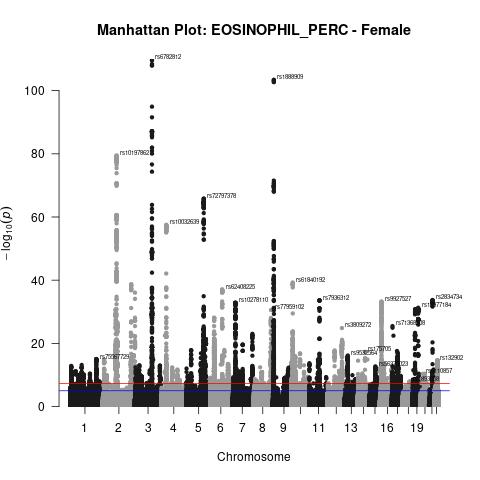 Manhattan Plot: EOSINOPHIL_PERC - Female
rs6782812
rs1888909
rs10197862
rs72797378
rs10032639
rs61840192
rs62408225
rs10278110
rs77959102
rs7936312
rs9927527
rs2834734
rs3809272
rs75567729
rs132902
−log10(p)
100
80
60
40
20
0
1 2 3 4 5 6 7 8 9 11 13 16 19
Chromosome